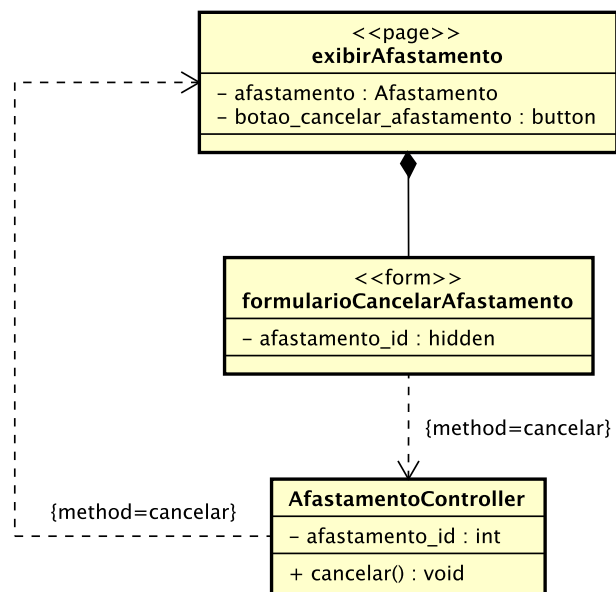 <<page>>
exibirAfastamento
– afastamento : Afastamento
– botao_cancelar_afastamento : button
<<form>>
formularioCancelarAfastamento
– afastamento_id : hidden
{method=cancelar}
AfastamentoController
{method=cancelar}
– afastamento_id : int
+ cancelar() : void